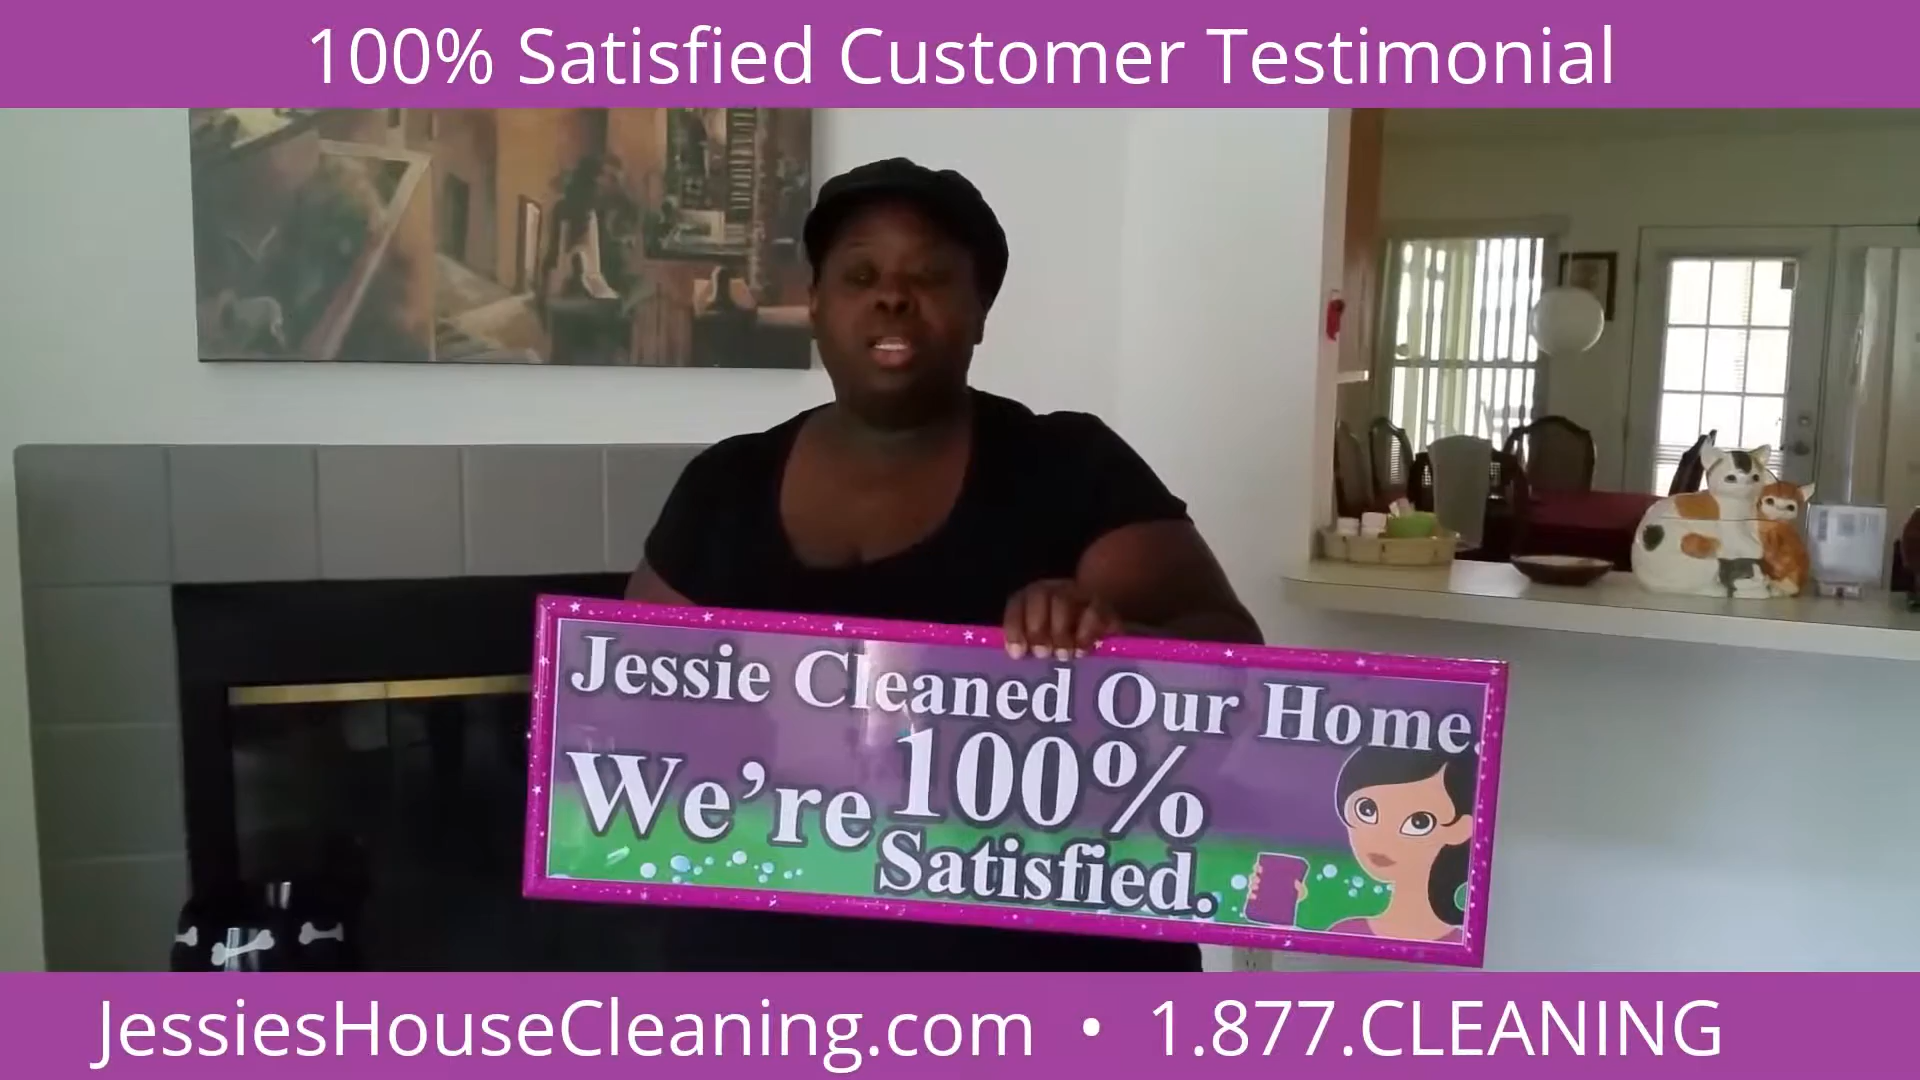 100% Satisfied Customer Testimonial
Jessie Cleaned Our Home.
We're 100%
Satisfied.
JessiesHouseCleaning.com • 1.877.CLEANING